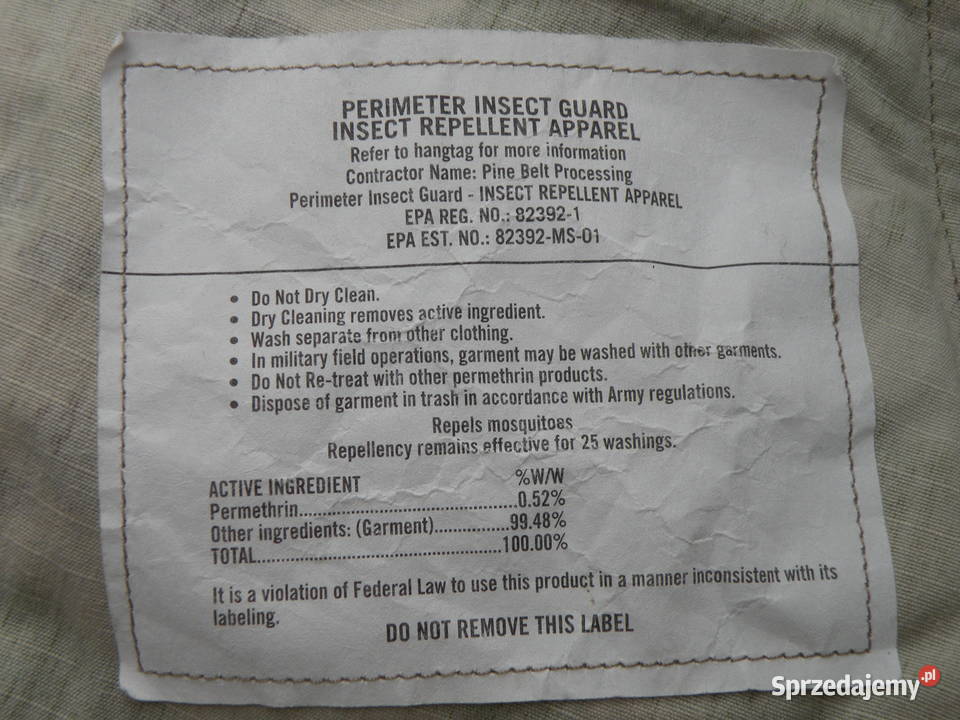 PERIMETER INSECT GUARD
INSECT REPELLENT APPAREL
Refer to hangtag for more information
Contractor Name: Pine Belt Processing
Perimeter Insect Guard - INSECT REPELLENT APPAREL
EPA REG. NO.: 82392-1
EPA EST. NO.: 82392-MS-01
• Do Not Dry Clean.
• Dry Cleaning removes active ingredient.
• Wash separate from other clothing.
• In military field operations, garment may be washed with other garments.
• Do Not Re-treat with other permethrin products.
• Dispose of garment in trash in accordance with Army regulations.
Repels mosquitoes
Repellency remains effective for 25 washings.
ACTIVE INGREDIENT %W/W
Permethrin.......................................0.52%
Other ingredients: (Garment)..............99.48%
TOTAL............................................100.00%
It is a violation of Federal Law to use this product in a manner inconsistent with its
labeling.
DO NOT REMOVE THIS LABEL
Sprzedajemy.pl